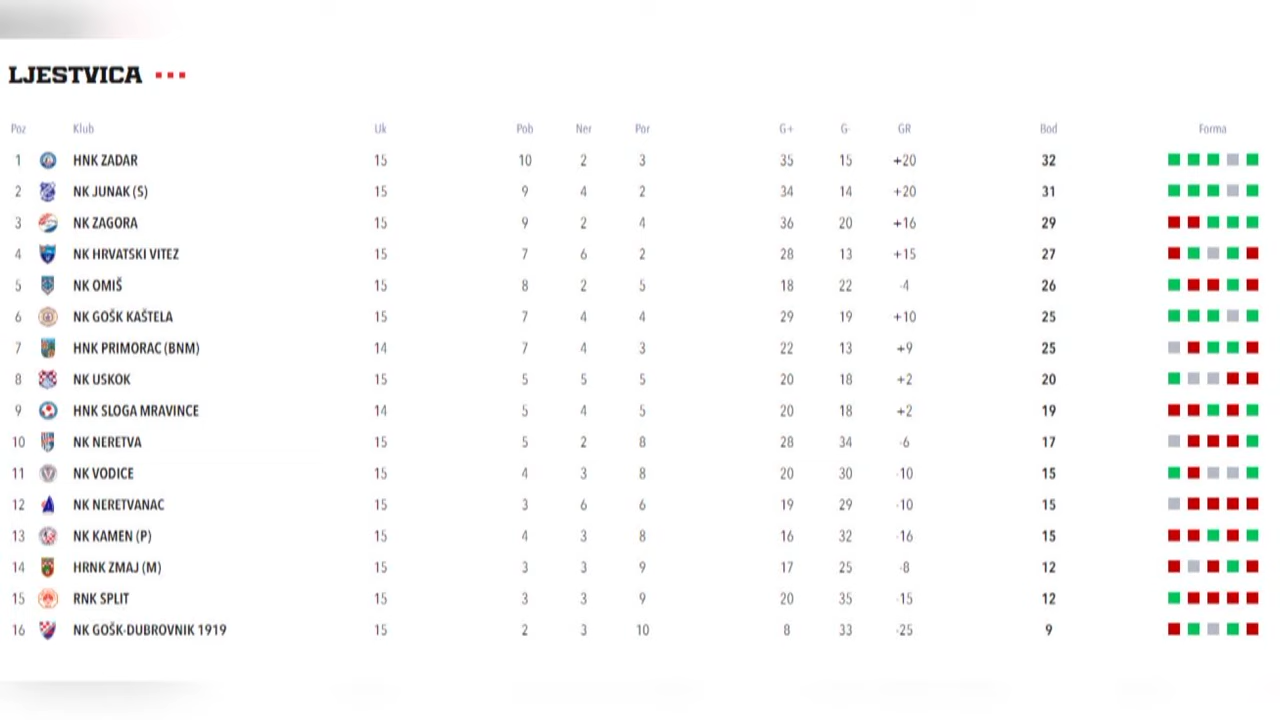 LJESTVICA
Poz Klub Uk Pob Ner Por G+ G- GR Bod Forma
1 HNK ZADAR 15 10 2 3 35 15 +20 32
2 NK JUNAK (S) 15 9 4 2 34 14 +20 31
3 NK ZAGORA 15 9 2 4 36 20 +16 29
4 NK HRVATSKI VITEZ 15 7 6 2 28 13 +15 27
5 NK OMIŠ 15 8 2 5 18 22 -4 26
6 NK GOŠK KAŠTELA 15 7 4 4 29 19 +10 25
7 HNK PRIMORAC (BNM) 14 7 4 3 22 13 +9 25
8 NK USKOK 15 5 5 5 20 18 +2 20
9 HNK SLOGA MRAVINCE 14 5 4 5 20 18 +2 19
10 NK NERETVA 15 5 2 8 28 34 -6 17
11 NK VODICE 15 4 3 8 20 30 -10 15
12 NK NERETVANAC 15 3 6 6 19 29 -10 15
13 NK KAMEN (P) 15 4 3 8 16 32 -16 15
14 HRNK ZMAJ (M) 15 3 3 9 17 25 -8 12
15 RNK SPLIT 15 3 3 9 20 35 -15 12
16 NK GOŠK-DUBROVNIK 1919 15 2 3 10 8 33 -25 9